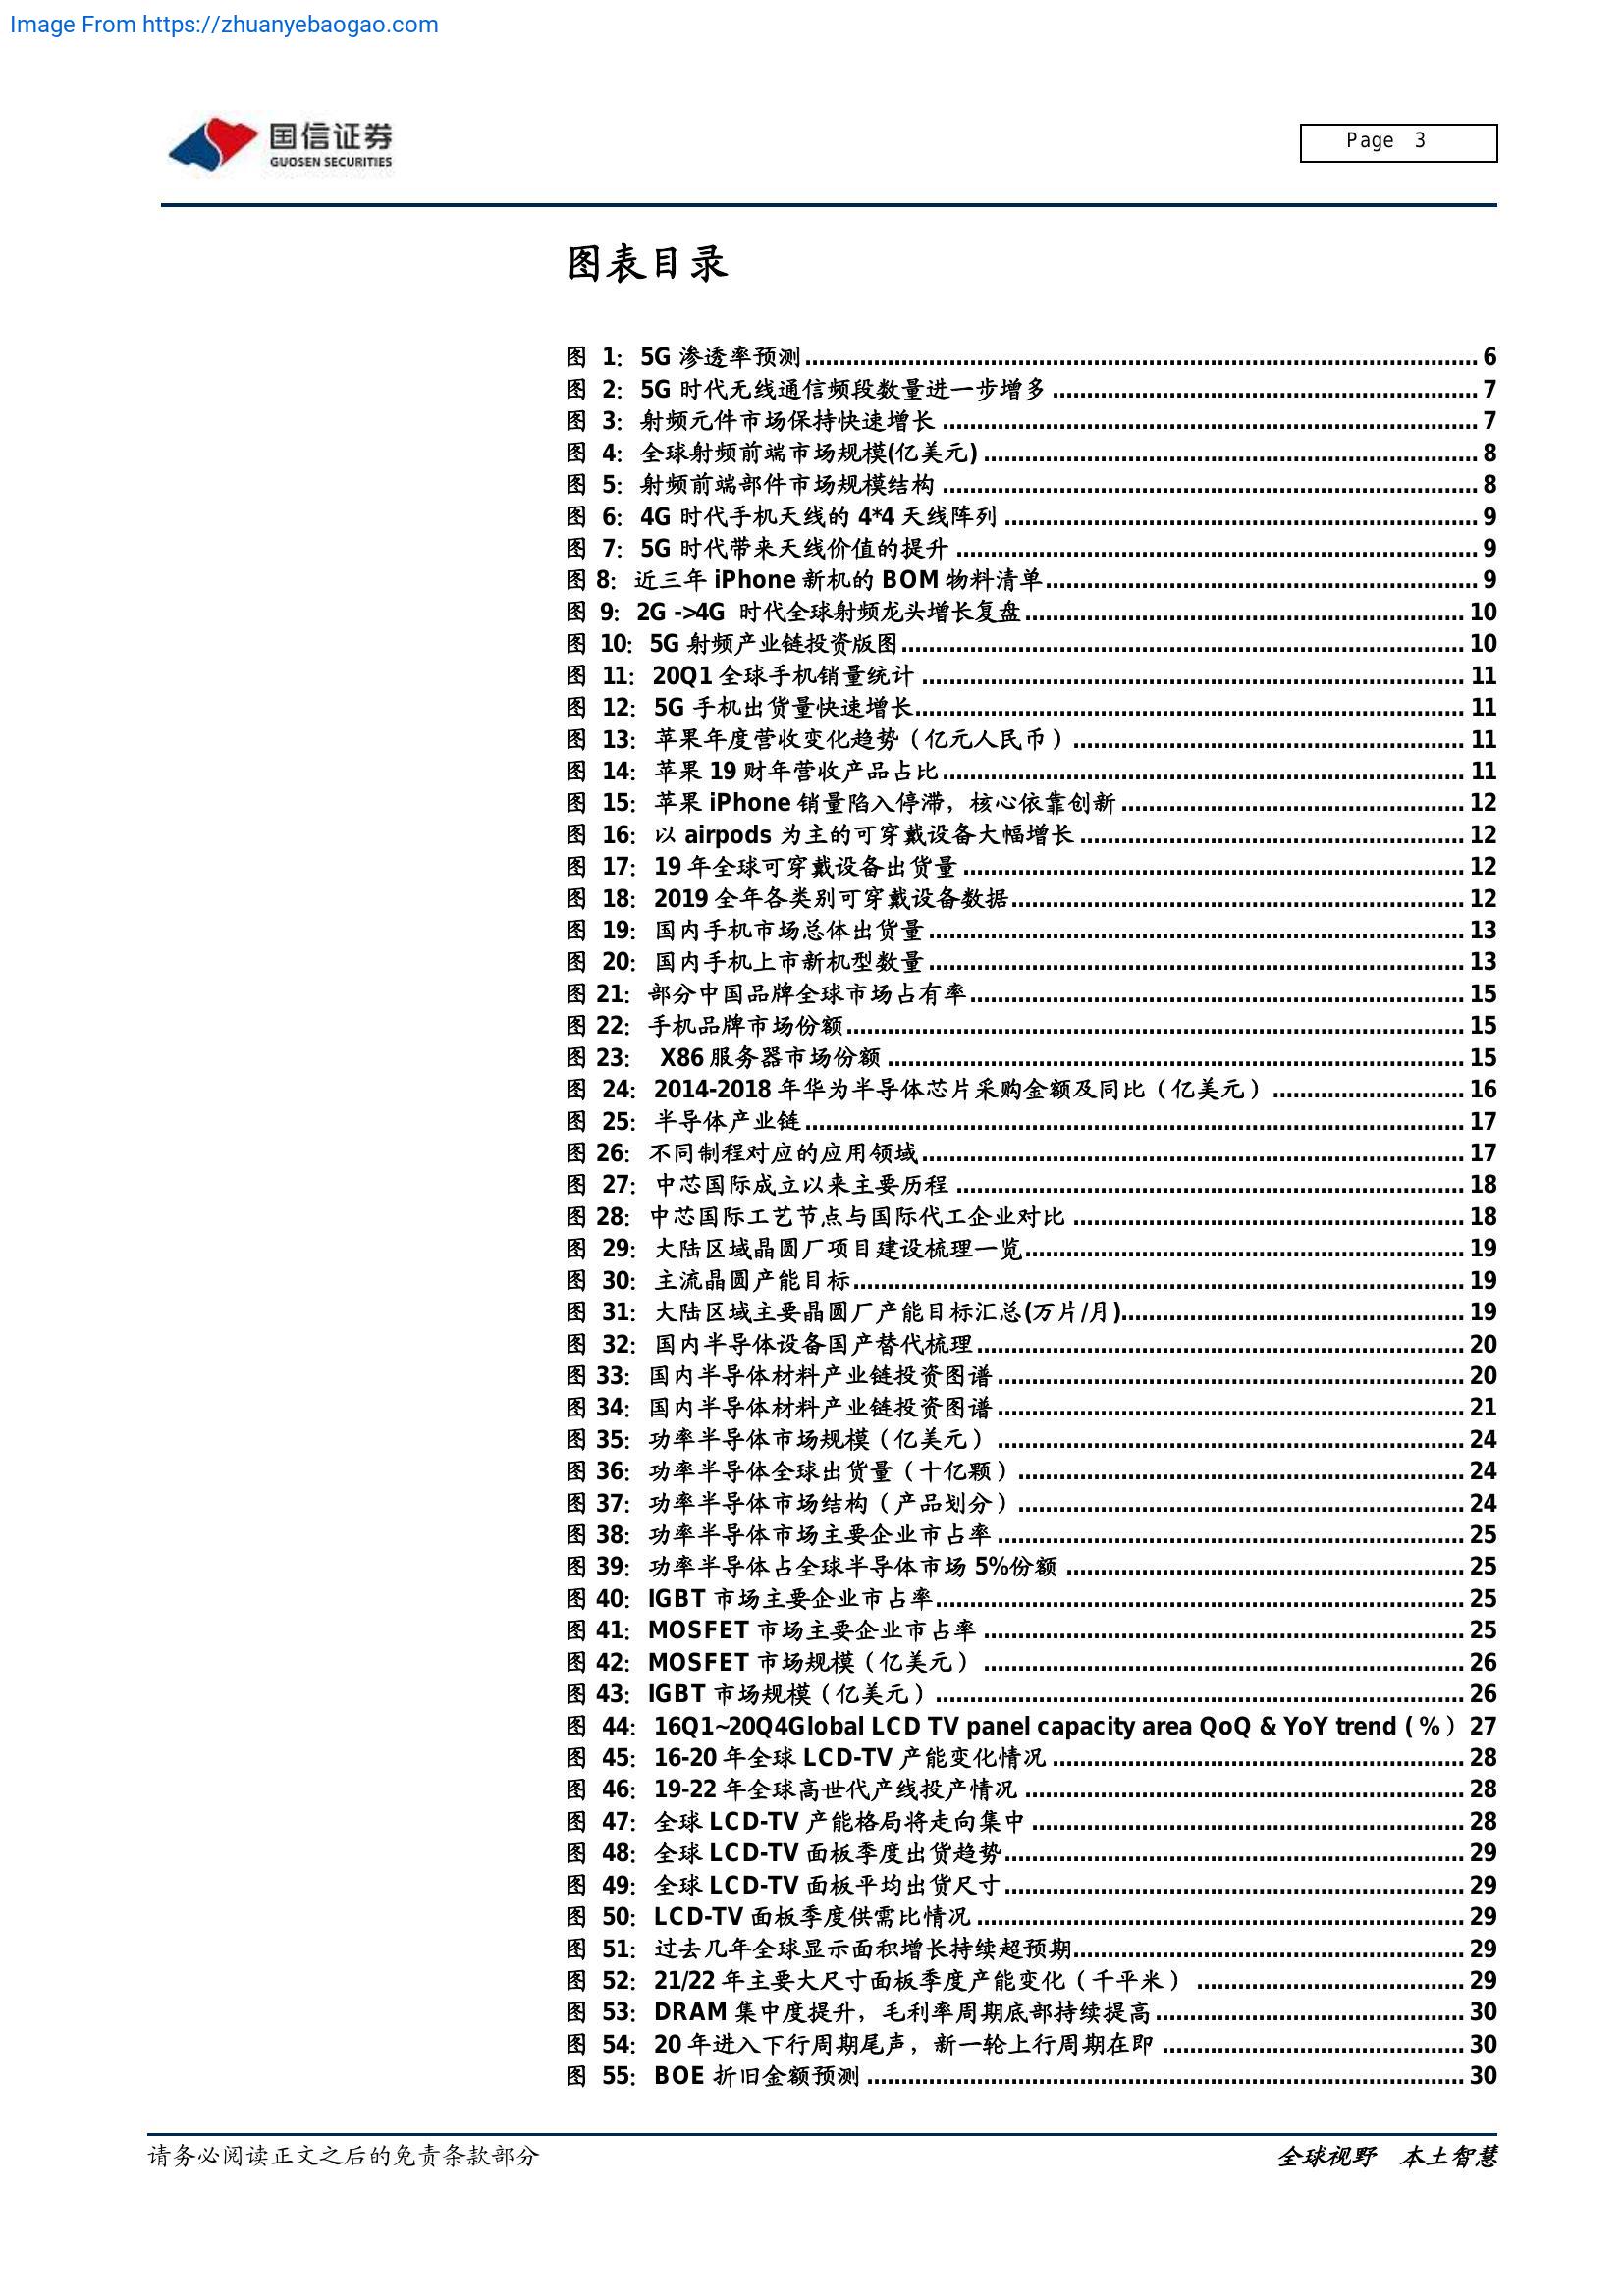 Image From https://zhuanyebaogao.com
国信证券
GUOSEN SECURITIES
Page 3
图表目录
图 1：5G 渗透率预测 6
图 2：5G 时代无线通信频段数量进一步增多 7
图 3：射频元件市场保持快速增长 7
图 4：全球射频前端市场规模(亿美元) 8
图 5：射频前端部件市场规模结构 8
图 6：4G 时代手机天线的 4*4 天线阵列 9
图 7：5G 时代带来天线价值的提升 9
图 8：近三年 iPhone 新机的 BOM 物料清单 9
图 9：2G ->4G 时代全球射频龙头增长复盘 10
图 10：5G 射频产业链投资版图 10
图 11：20Q1 全球手机销量统计 11
图 12：5G 手机出货量快速增长 11
图 13：苹果年度营收变化趋势（亿元人民币） 11
图 14：苹果 19 财年营收产品占比 11
图 15：苹果 iPhone 销量陷入停滞，核心依靠创新 12
图 16：以 airpods 为主的可穿戴设备大幅增长 12
图 17：19 年全球可穿戴设备出货量 12
图 18：2019 全年各类别可穿戴设备数据 12
图 19：国内手机市场总体出货量 13
图 20：国内手机上市新机型数量 13
图 21：部分中国品牌全球市场占有率 15
图 22：手机品牌市场份额 15
图 23： X86 服务器市场份额 15
图 24：2014-2018 年华为半导体芯片采购金额及同比（亿美元） 16
图 25：半导体产业链 17
图 26：不同制程对应的应用领域 17
图 27：中芯国际成立以来主要历程 18
图 28：中芯国际工艺节点与国际代工企业对比 18
图 29：大陆区域晶圆厂项目建设梳理一览 19
图 30：主流晶圆产能目标 19
图 31：大陆区域主要晶圆厂产能目标汇总(万片/月) 19
图 32：国内半导体设备国产替代梳理 20
图 33：国内半导体材料产业链投资图谱 20
图 34：国内半导体材料产业链投资图谱 21
图 35：功率半导体市场规模（亿美元） 24
图 36：功率半导体全球出货量（十亿颗） 24
图 37：功率半导体市场结构（产品划分） 24
图 38：功率半导体市场主要企业市占率 25
图 39：功率半导体占全球半导体市场 5%份额 25
图 40：IGBT 市场主要企业市占率 25
图 41：MOSFET 市场主要企业市占率 25
图 42：MOSFET 市场规模（亿美元） 26
图 43：IGBT 市场规模（亿美元） 26
图 44：16Q1~20Q4Global LCD TV panel capacity area QoQ & YoY trend（%）27
图 45：16-20 年全球 LCD-TV 产能变化情况 28
图 46：19-22 年全球高世代产线投产情况 28
图 47：全球 LCD-TV 产能格局将走向集中 28
图 48：全球 LCD-TV 面板季度出货趋势 29
图 49：全球 LCD-TV 面板平均出货尺寸 29
图 50：LCD-TV 面板季度供需比情况 29
图 51：过去几年全球显示面积增长持续超预期 29
图 52：21/22 年主要大尺寸面板季度产能变化（千平米） 29
图 53：DRAM 集中度提升，毛利率周期底部持续提高 30
图 54：20 年进入下行周期尾声，新一轮上行周期在即 30
图 55：BOE 折旧金额预测 30
请务必阅读正文之后的免责条款部分
全球视野 本土智慧